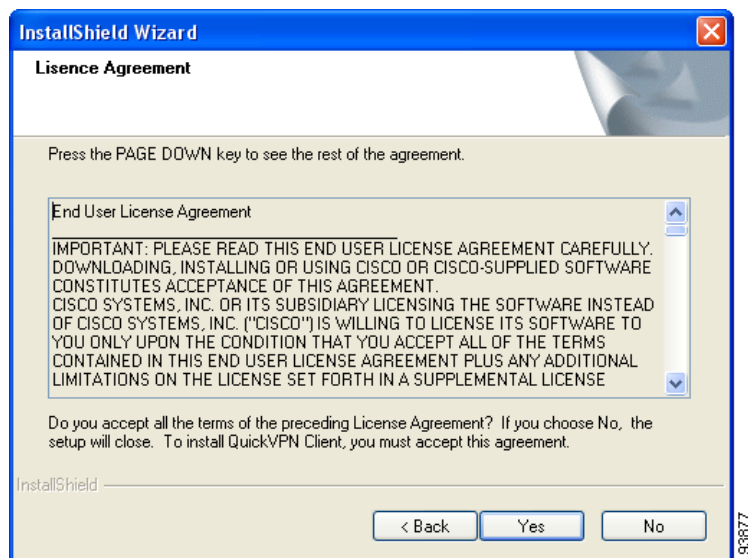 InstallShield Wizard
Lisence Agreement
Press the PAGE DOWN key to see the rest of the agreement.
End User License Agreement
IMPORTANT: PLEASE READ THIS END USER LICENSE AGREEMENT CAREFULLY.
DOWNLOADING, INSTALLING OR USING CISCO OR CISCO-SUPPLIED SOFTWARE
CONSTITUTES ACCEPTANCE OF THIS AGREEMENT.
CISCO SYSTEMS, INC. OR ITS SUBSIDIARY LICENSING THE SOFTWARE INSTEAD
OF CISCO SYSTEMS, INC. ("CISCO") IS WILLING TO LICENSE ITS SOFTWARE TO
YOU ONLY UPON THE CONDITION THAT YOU ACCEPT ALL OF THE TERMS
CONTAINED IN THIS END USER LICENSE AGREEMENT PLUS ANY ADDITIONAL
LIMITATIONS ON THE LICENSE SET FORTH IN A SUPPLEMENTAL LICENSE
Do you accept all the terms of the preceding License Agreement? If you choose No, the
setup will close. To install QuickVPN Client, you must accept this agreement.
InstallShield
< Back Yes No